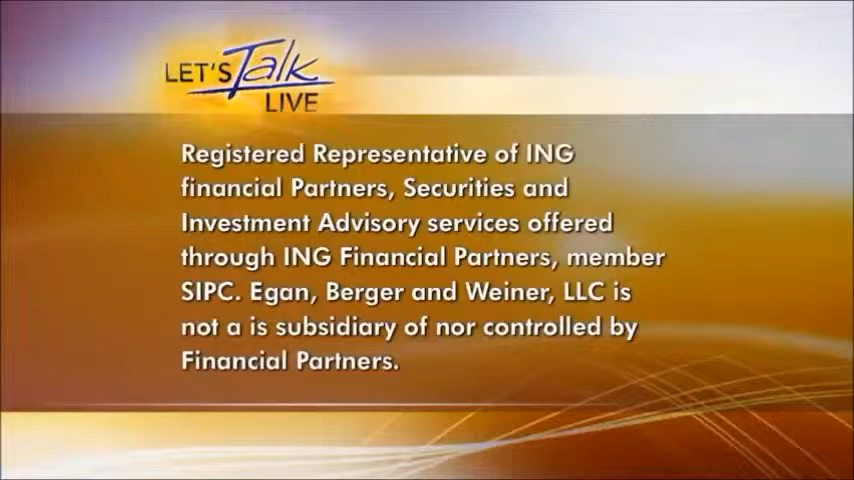 LET'S Talk
LIVE
Registered Representative of ING
financial Partners, Securities and
Investment Advisory services offered
through ING Financial Partners, member
SIPC. Egan, Berger and Weiner, LLC is
not a is subsidiary of nor controlled by
Financial Partners.